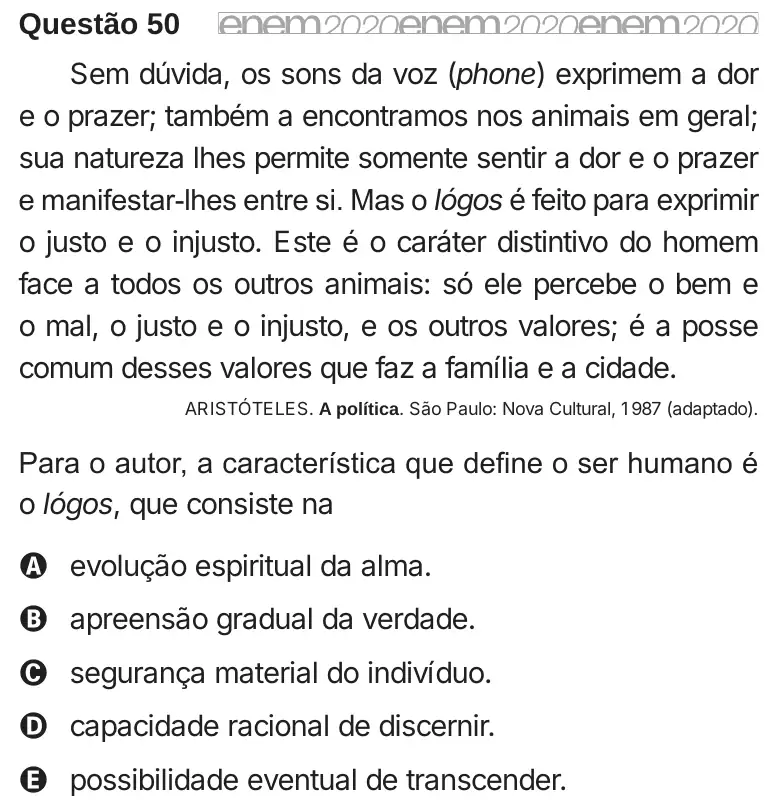 Questão 50 enem2020enem2020enem2020
Sem dúvida, os sons da voz (phone) exprimem a dor
e o prazer; também a encontramos nos animais em geral;
sua natureza lhes permite somente sentir a dor e o prazer
e manifestar-lhes entre si. Mas o lógos é feito para exprimir
o justo e o injusto. Este é o caráter distintivo do homem
face a todos os outros animais: só ele percebe o bem e
o mal, o justo e o injusto, e os outros valores; é a posse
comum desses valores que faz a família e a cidade.
ARISTÓTELES. A política. São Paulo: Nova Cultural, 1987 (adaptado).
Para o autor, a característica que define o ser humano é
o lógos, que consiste na
A evolução espiritual da alma.
B apreensão gradual da verdade.
C segurança material do indivíduo.
D capacidade racional de discernir.
E possibilidade eventual de transcender.